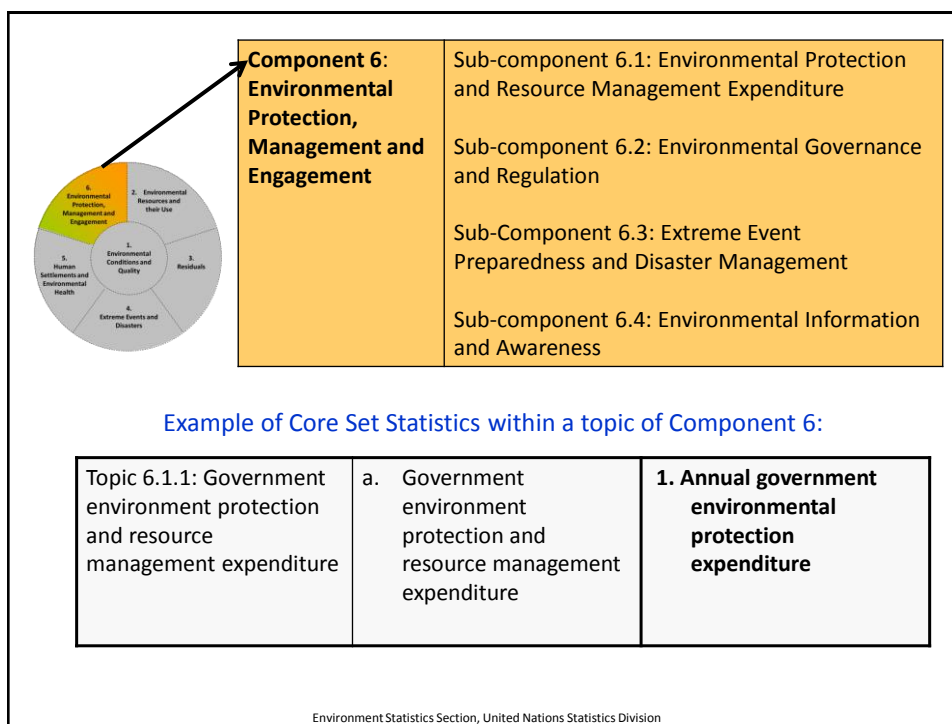 Component 6:
Environmental
Protection,
Management and
Engagement
Sub-component 6.1: Environmental Protection
and Resource Management Expenditure
Sub-component 6.2: Environmental Governance
and Regulation
Sub-Component 6.3: Extreme Event
Preparedness and Disaster Management
Sub-component 6.4: Environmental Information
and Awareness
6.
Environmental
Protection,
Management and
Engagement
2. Environmental
Resources and
their Use
1.
Environmental
Conditions and
Quality
3.
Residuals
5.
Human
Settlements and
Environmental
Health
4.
Extreme Events and
Disasters
Example of Core Set Statistics within a topic of Component 6:
Topic 6.1.1: Government
environment protection
and resource
management expenditure
a. Government
environment
protection and
resource management
expenditure
1. Annual government
environmental
protection
expenditure
Environment Statistics Section, United Nations Statistics Division